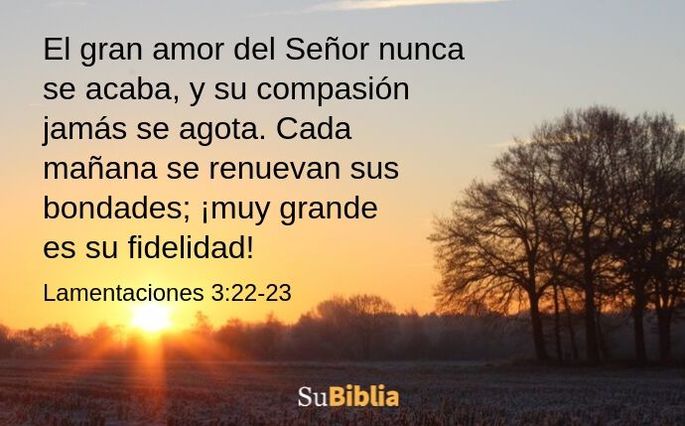 El gran amor del Señor nunca
se acaba, y su compasión
jamás se agota. Cada
mañana se renuevan sus
bondades; ¡muy grande
es su fidelidad!
Lamentaciones 3:22-23
SuBiblia